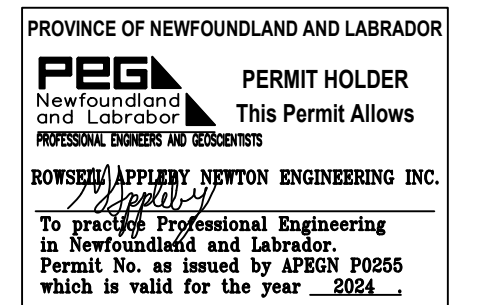 PROVINCE OF NEWFOUNDLAND AND LABRADOR
PEG
Newfoundland
and Labrabor
PROFESSIONAL ENGINEERS AND GEOSCIENTISTS
PERMIT HOLDER
This Permit Allows
ROWSELL APPLEBY NEWTON ENGINEERING INC.
MAppleby
To practice Professional Engineering
in Newfoundland and Labrador.
Permit No. as issued by APEGN P0255
which is valid for the year 2024 .